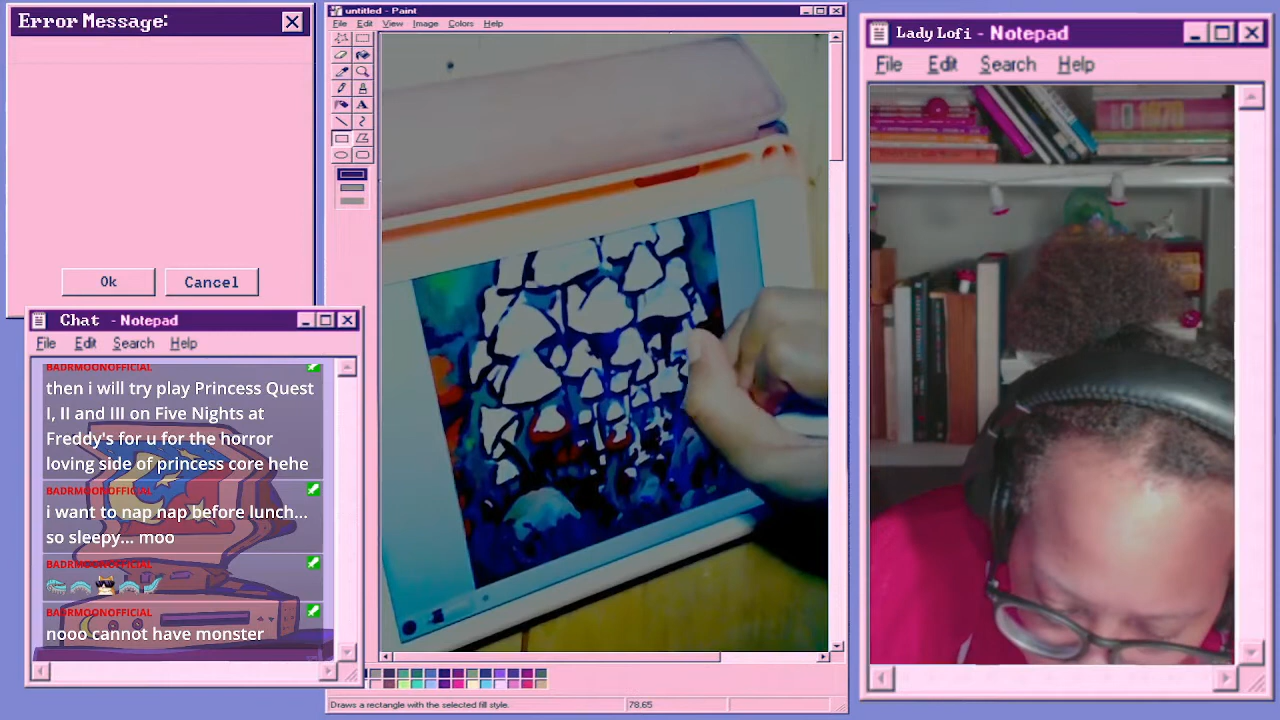 Error Message:
Ok
Cancel
Chat - Notepad
File Edit Search Help
BADRMOONOFFICIAL
then i will try play Princess Quest
I, II and III on Five Nights at
Freddy's for u for the horror
loving side of princess core hehe
BADRMOONOFFICIAL
i want to nap nap before lunch...
so sleepy... moo
BADRMOONOFFICIAL
BADRMOONOFFICIAL
nooo cannot have monster
untitled - Paint
File Edit View Image Colors Help
A
Draws a rectangle with the selected fill style.
78,65
Lady Lofi - Notepad
File Edit Search Help